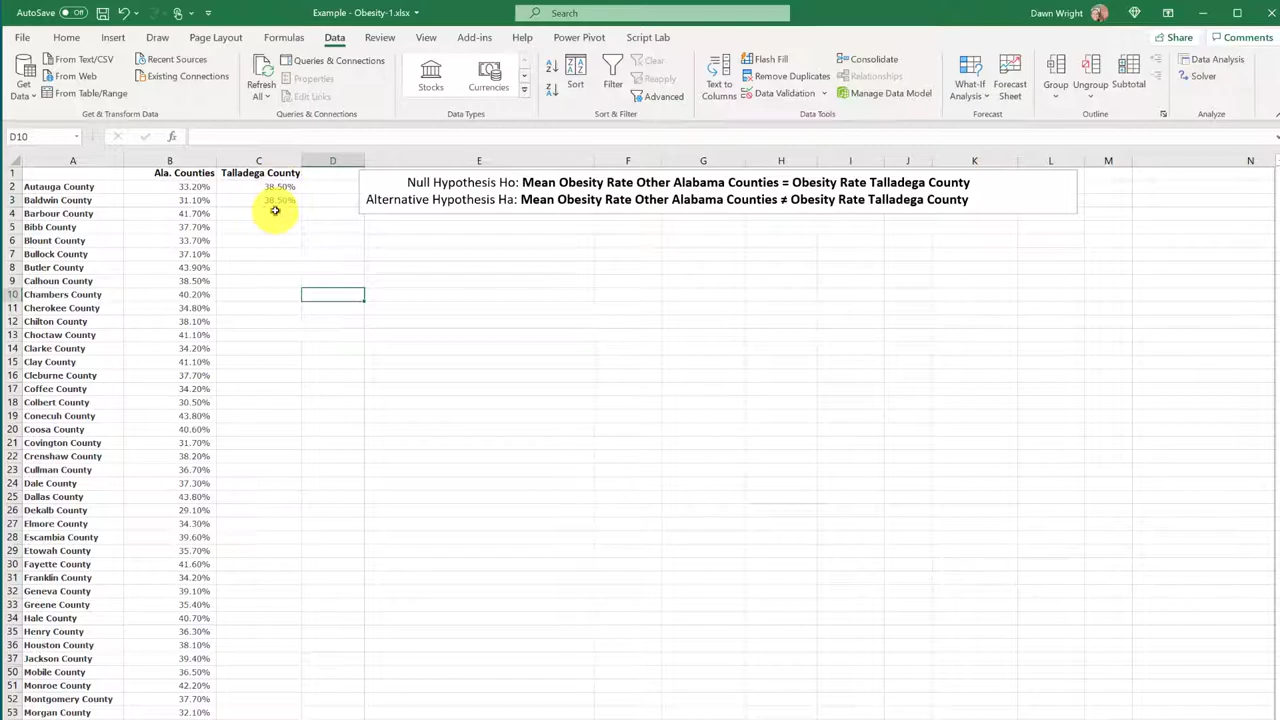 AutoSave Off Example - Obesity-1.xlsx Search Dawn Wright
File Home Insert Draw Page Layout Formulas Data Review View Add-ins Help Power Pivot Script Lab Share Comments
Get Data
From Text/CSV
From Web
From Table/Range
Recent Sources
Existing Connections
Get & Transform Data
Refresh All
Queries & Connections
Properties
Edit Links
Queries & Connections
Stocks
Currencies
Data Types
Sort
Filter
Clear
Reapply
Advanced
Sort & Filter
Text to Columns
Flash Fill
Remove Duplicates
Data Validation
Consolidate
Relationships
Manage Data Model
Data Tools
What-If Analysis
Forecast Sheet
Forecast
Group
Ungroup
Subtotal
Outline
Data Analysis
Solver
Analyze
D10 fx
A B C D E F G H I J K L M N
1 Ala. Counties Talladega County
2 Autauga County 33.20% 38.50%
3 Baldwin County 31.10% 38.50%
Null Hypothesis Ho: Mean Obesity Rate Other Alabama Counties = Obesity Rate Talladega County
Alternative Hypothesis Ha: Mean Obesity Rate Other Alabama Counties ≠ Obesity Rate Talladega County
4 Barbour County 41.70%
5 Bibb County 37.70%
6 Blount County 33.70%
7 Bullock County 37.10%
8 Butler County 43.90%
9 Calhoun County 38.50%
10 Chambers County 40.20%
11 Cherokee County 34.80%
12 Chilton County 38.10%
13 Choctaw County 41.10%
14 Clarke County 34.20%
15 Clay County 41.10%
16 Cleburne County 37.70%
17 Coffee County 34.20%
18 Colbert County 30.50%
19 Conecuh County 43.80%
20 Coosa County 40.60%
21 Covington County 31.70%
22 Crenshaw County 38.20%
23 Cullman County 36.70%
24 Dale County 37.30%
25 Dallas County 43.80%
26 Dekalb County 29.10%
27 Elmore County 34.30%
28 Escambia County 39.60%
29 Etowah County 35.70%
30 Fayette County 41.60%
31 Franklin County 34.20%
32 Geneva County 39.10%
33 Greene County 35.40%
34 Hale County 40.70%
35 Henry County 36.30%
36 Houston County 38.10%
37 Jackson County 39.40%
50 Mobile County 36.50%
51 Monroe County 42.20%
52 Montgomery County 37.70%
53 Morgan County 32.10%